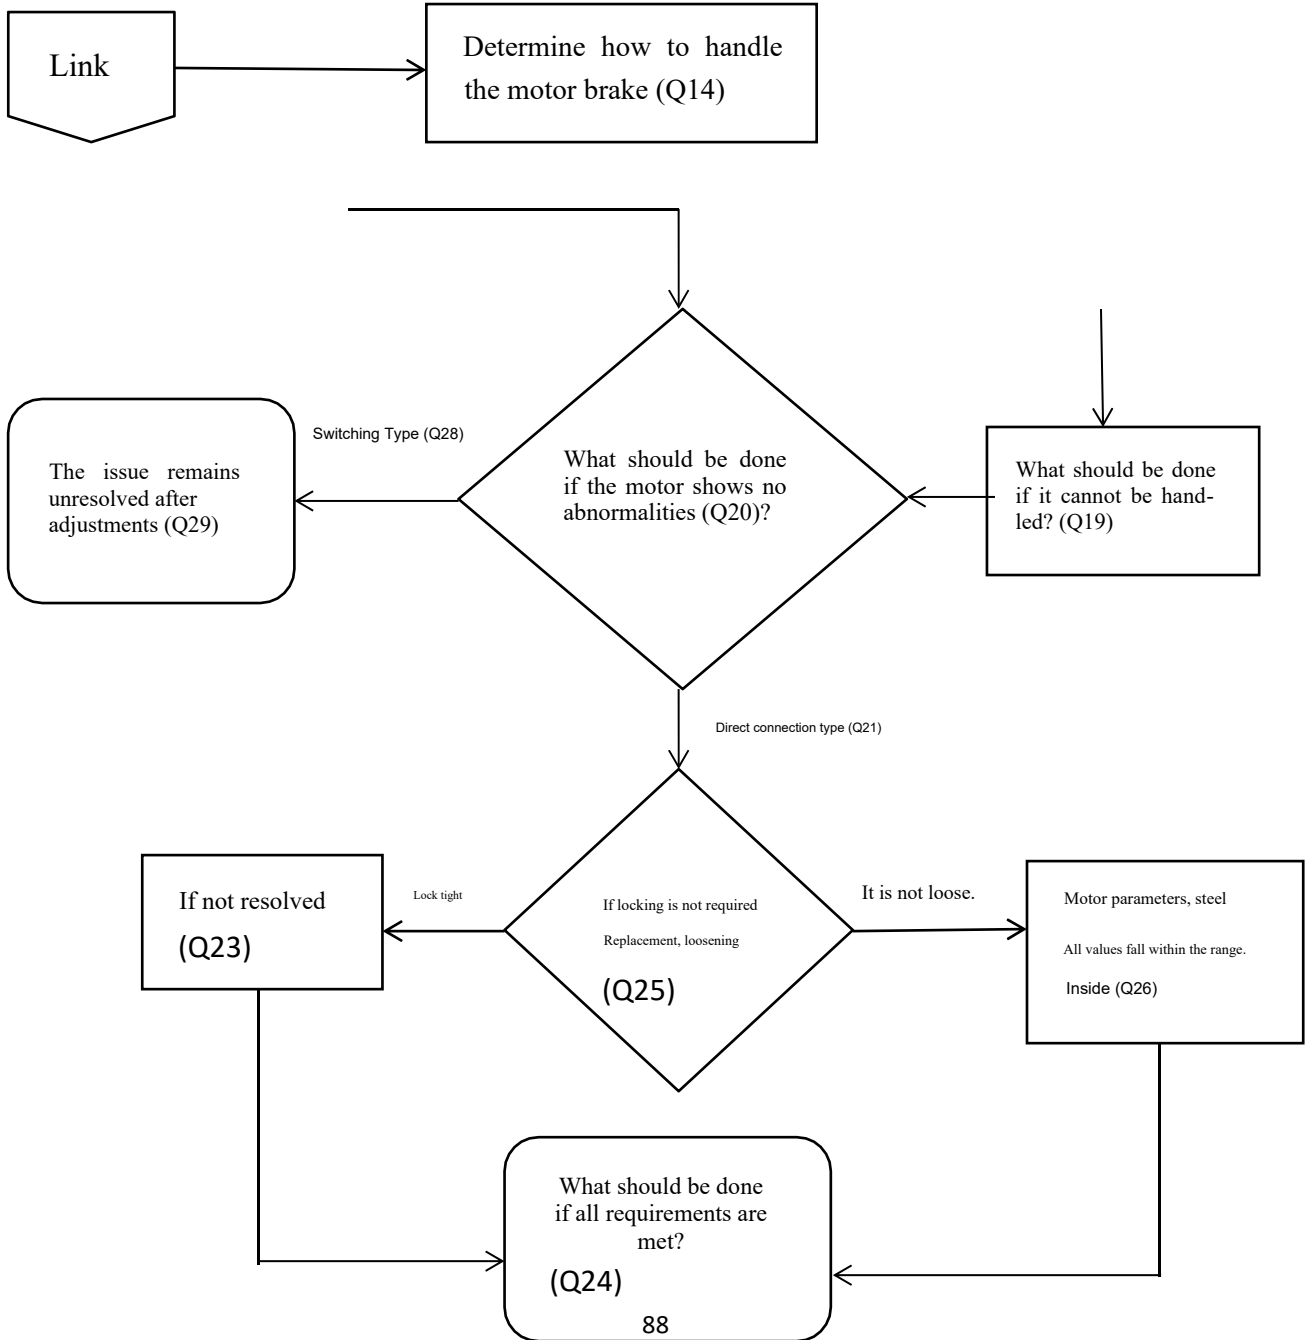 Link
Determine how to handle
the motor brake (Q14)
Switching Type (Q28)
The issue remains
unresolved after
adjustments (Q29)
What should be done
if the motor shows no
abnormalities (Q20)?
What should be done
if it cannot be hand-
led? (Q19)
Direct connection type (Q21)
If not resolved
(Q23)
Lock tight
If locking is not required
Replacement, loosening
(Q25)
It is not loose.
Motor parameters, steel
All values fall within the range.
Inside (Q26)
What should be done
if all requirements are
met?
(Q24)
88